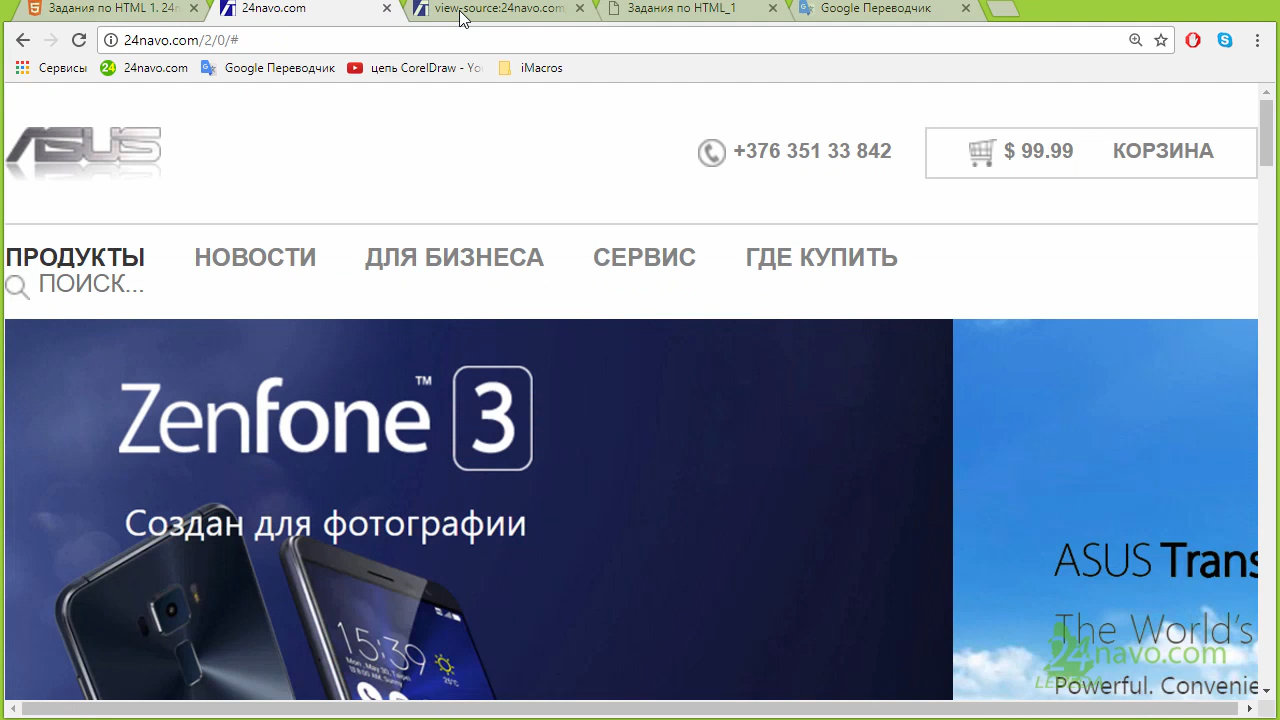 Задания по HTML 1. 24n
24navo.com
view-source:24navo.com
Задания по HTML_1
Google Переводчик
24navo.com/2/0/#
Сервисы
24 24navo.com
Google Переводчик
цепь CorelDraw - Yo
iMacros
ASUS
+376 351 33 842
$ 99.99 КОРЗИНА
ПРОДУКТЫ НОВОСТИ ДЛЯ БИЗНЕСА СЕРВИС ГДЕ КУПИТЬ
ПОИСК...
Zenfone™ 3
Создан для фотографии
15:39
ASUS Trans
The World's
24navo.com
Powerful. Convenie